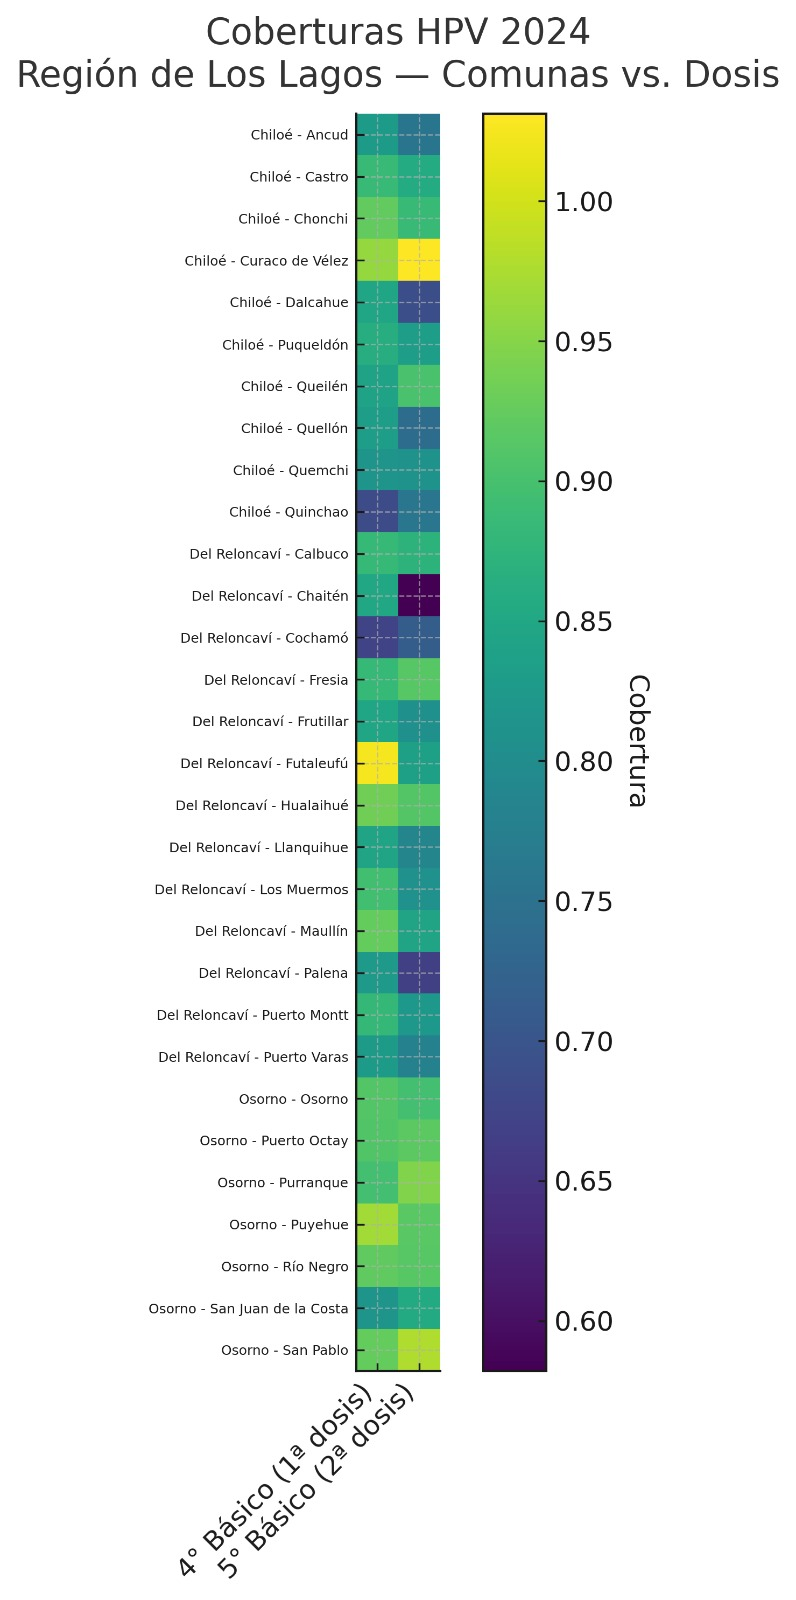 Coberturas HPV 2024
Región de Los Lagos — Comunas vs. Dosis
Chiloé - Ancud
Chiloé - Castro
Chiloé - Chonchi
Chiloé - Curaco de Vélez
Chiloé - Dalcahue
Chiloé - Puqueldón
Chiloé - Queilén
Chiloé - Quellón
Chiloé - Quemchi
Chiloé - Quinchao
Del Reloncaví - Calbuco
Del Reloncaví - Chaitén
Del Reloncaví - Cochamó
Del Reloncaví - Fresia
Del Reloncaví - Frutillar
Del Reloncaví - Futaleufú
Del Reloncaví - Hualaihué
Del Reloncaví - Llanquihue
Del Reloncaví - Los Muermos
Del Reloncaví - Maullín
Del Reloncaví - Palena
Del Reloncaví - Puerto Montt
Del Reloncaví - Puerto Varas
Osorno - Osorno
Osorno - Puerto Octay
Osorno - Purranque
Osorno - Puyehue
Osorno - Río Negro
Osorno - San Juan de la Costa
Osorno - San Pablo
4° Básico (1ª dosis)
5° Básico (2ª dosis)
1.00
0.95
0.90
0.85
0.80
0.75
0.70
0.65
0.60
Cobertura